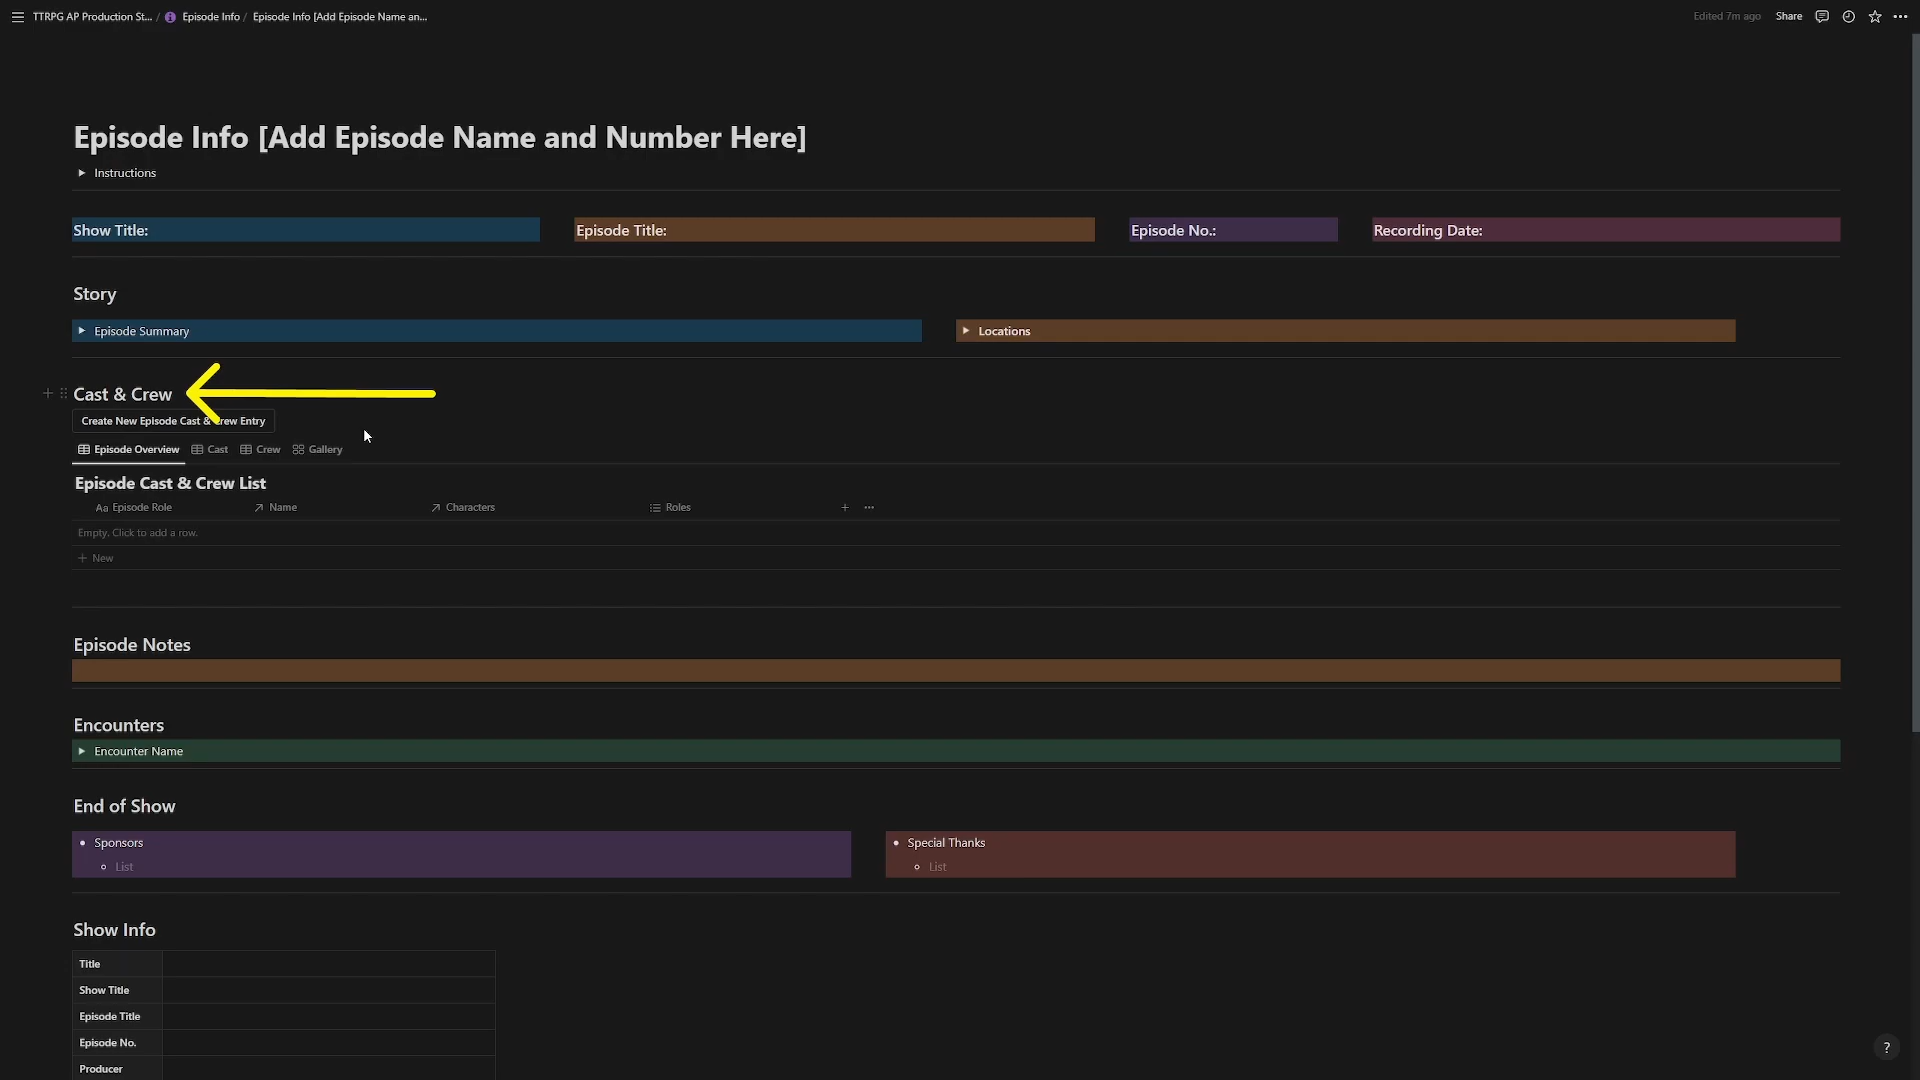 TTRPG AP Production St... / Episode Info / Episode Info [Add Episode Name an...
Edited 7m ago Share
Episode Info [Add Episode Name and Number Here]
Instructions
Show Title: Episode Title: Episode No.: Recording Date:
Story
Episode Summary Locations
Cast & Crew
Create New Episode Cast & Crew Entry
Episode Overview Cast Crew Gallery
Episode Cast & Crew List
Aa Episode Role Name Characters Roles + ...
Empty. Click to add a row.
+ New
Episode Notes
Encounters
Encounter Name
End of Show
• Sponsors • Special Thanks
◦ List ◦ List
Show Info
Title
Show Title
Episode Title
Episode No.
Producer
?